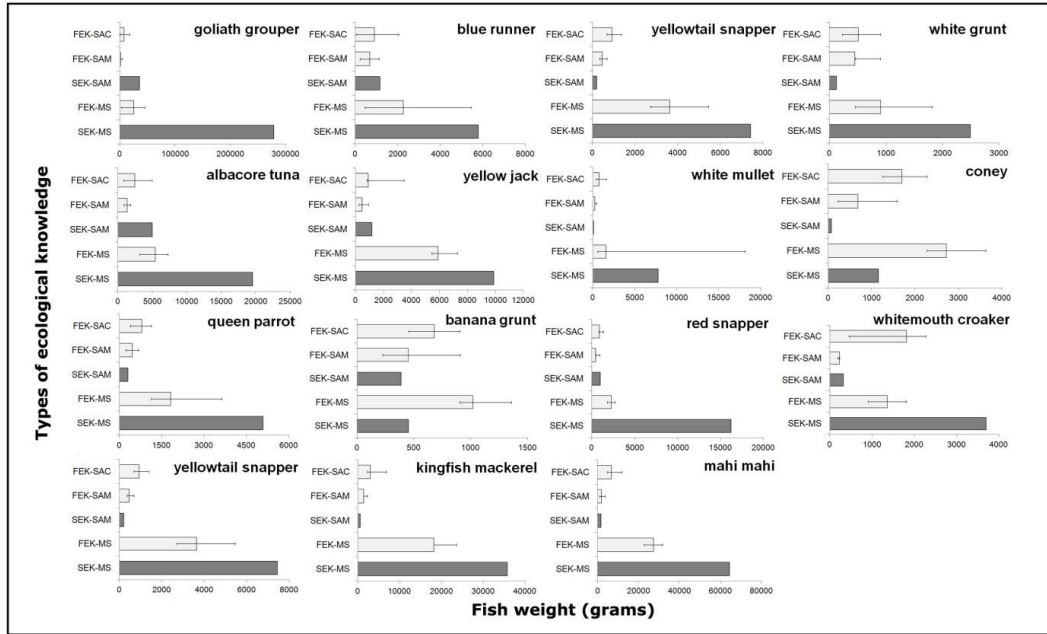 Types of ecological knowledge
goliath grouper
FEK-SAC
FEK-SAM
SEK-SAM
FEK-MS
SEK-MS
0 100000 200000 300000
blue runner
FEK-SAC
FEK-SAM
SEK-SAM
FEK-MS
SEK-MS
0 2000 4000 6000 8000
yellowtail snapper
FEK-SAC
FEK-SAM
SEK-SAM
FEK-MS
SEK-MS
0 2000 4000 6000 8000
white grunt
FEK-SAC
FEK-SAM
SEK-SAM
FEK-MS
SEK-MS
0 1000 2000 3000
albacore tuna
FEK-SAC
FEK-SAM
SEK-SAM
FEK-MS
SEK-MS
0 5000 10000 15000 20000 25000
yellow jack
FEK-SAC
FEK-SAM
SEK-SAM
FEK-MS
SEK-MS
0 2000 4000 6000 8000 10000 12000
white mullet
FEK-SAC
FEK-SAM
SEK-SAM
FEK-MS
SEK-MS
0 5000 10000 15000 20000
coney
FEK-SAC
FEK-SAM
SEK-SAM
FEK-MS
SEK-MS
0 1000 2000 3000 4000
queen parrot
FEK-SAC
FEK-SAM
SEK-SAM
FEK-MS
SEK-MS
0 1500 3000 4500 6000
banana grunt
FEK-SAC
FEK-SAM
SEK-SAM
FEK-MS
SEK-MS
0 500 1000 1500
red snapper
FEK-SAC
FEK-SAM
SEK-SAM
FEK-MS
SEK-MS
0 5000 10000 15000 20000
whitemouth croaker
FEK-SAC
FEK-SAM
SEK-SAM
FEK-MS
SEK-MS
0 1000 2000 3000 4000
yellowtail snapper
FEK-SAC
FEK-SAM
SEK-SAM
FEK-MS
SEK-MS
0 2000 4000 6000 8000
kingfish mackerel
FEK-SAC
FEK-SAM
SEK-SAM
FEK-MS
SEK-MS
0 10000 20000 30000 40000
mahi mahi
FEK-SAC
FEK-SAM
SEK-SAM
FEK-MS
SEK-MS
0 20000 40000 60000 80000
Fish weight (grams)